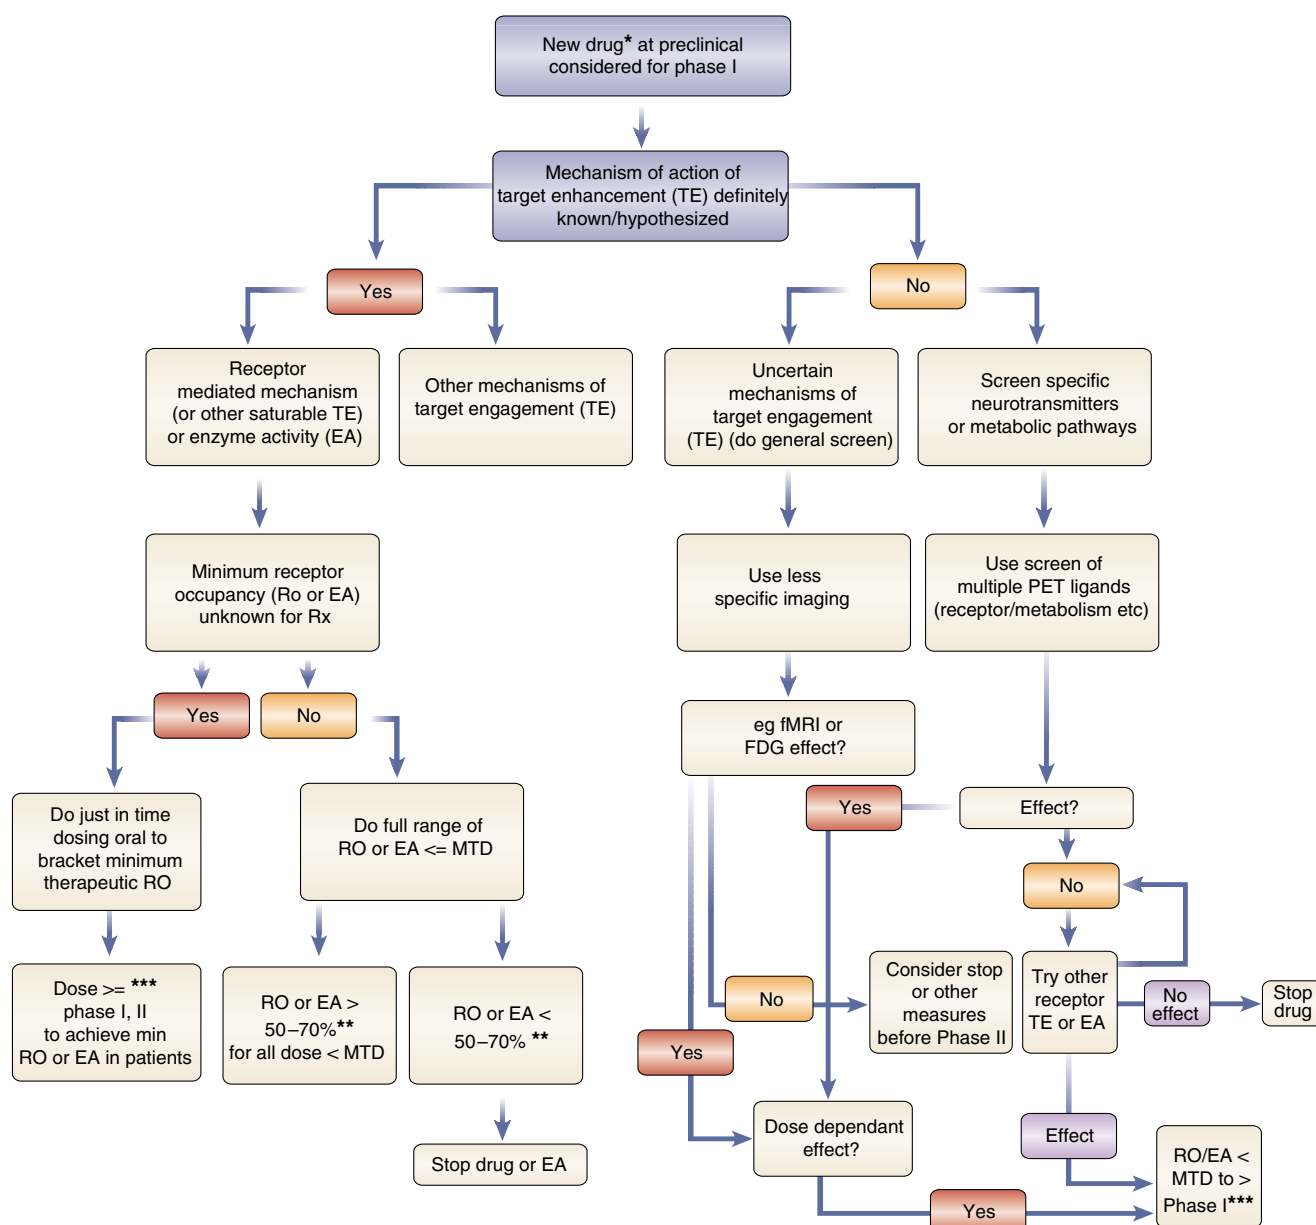 New drug* at preclinical
considered for phase I
Mechanism of action of
target enhancement (TE) definitely
known/hypothesized
Yes
No
Receptor
mediated mechanism
(or other saturable TE)
or enzyme activity (EA)
Other mechanisms of
target engagement (TE)
Uncertain
mechanisms of
target engagement
(TE) (do general screen)
Screen specific
neurotransmitters
or metabolic pathways
Minimum receptor
occupancy (Ro or EA)
unknown for Rx
Use less
specific imaging
Use screen of
multiple PET ligands
(receptor/metabolism etc)
Yes
No
eg fMRI or
FDG effect?
Do just in time
dosing oral to
bracket minimum
therapeutic RO
Do full range of
RO or EA <= MTD
Yes
Effect?
No
Dose >= ***
phase I, II
to achieve min
RO or EA in patients
RO or EA >
50–70%**
for all dose < MTD
RO or EA <
50–70% **
No
Consider stop
or other
measures
before Phase II
Try other
receptor
TE or EA
No
effect
Stop
drug
Yes
Stop drug or EA
Dose dependant
effect?
Effect
RO/EA <
MTD to >
Phase I***
Yes